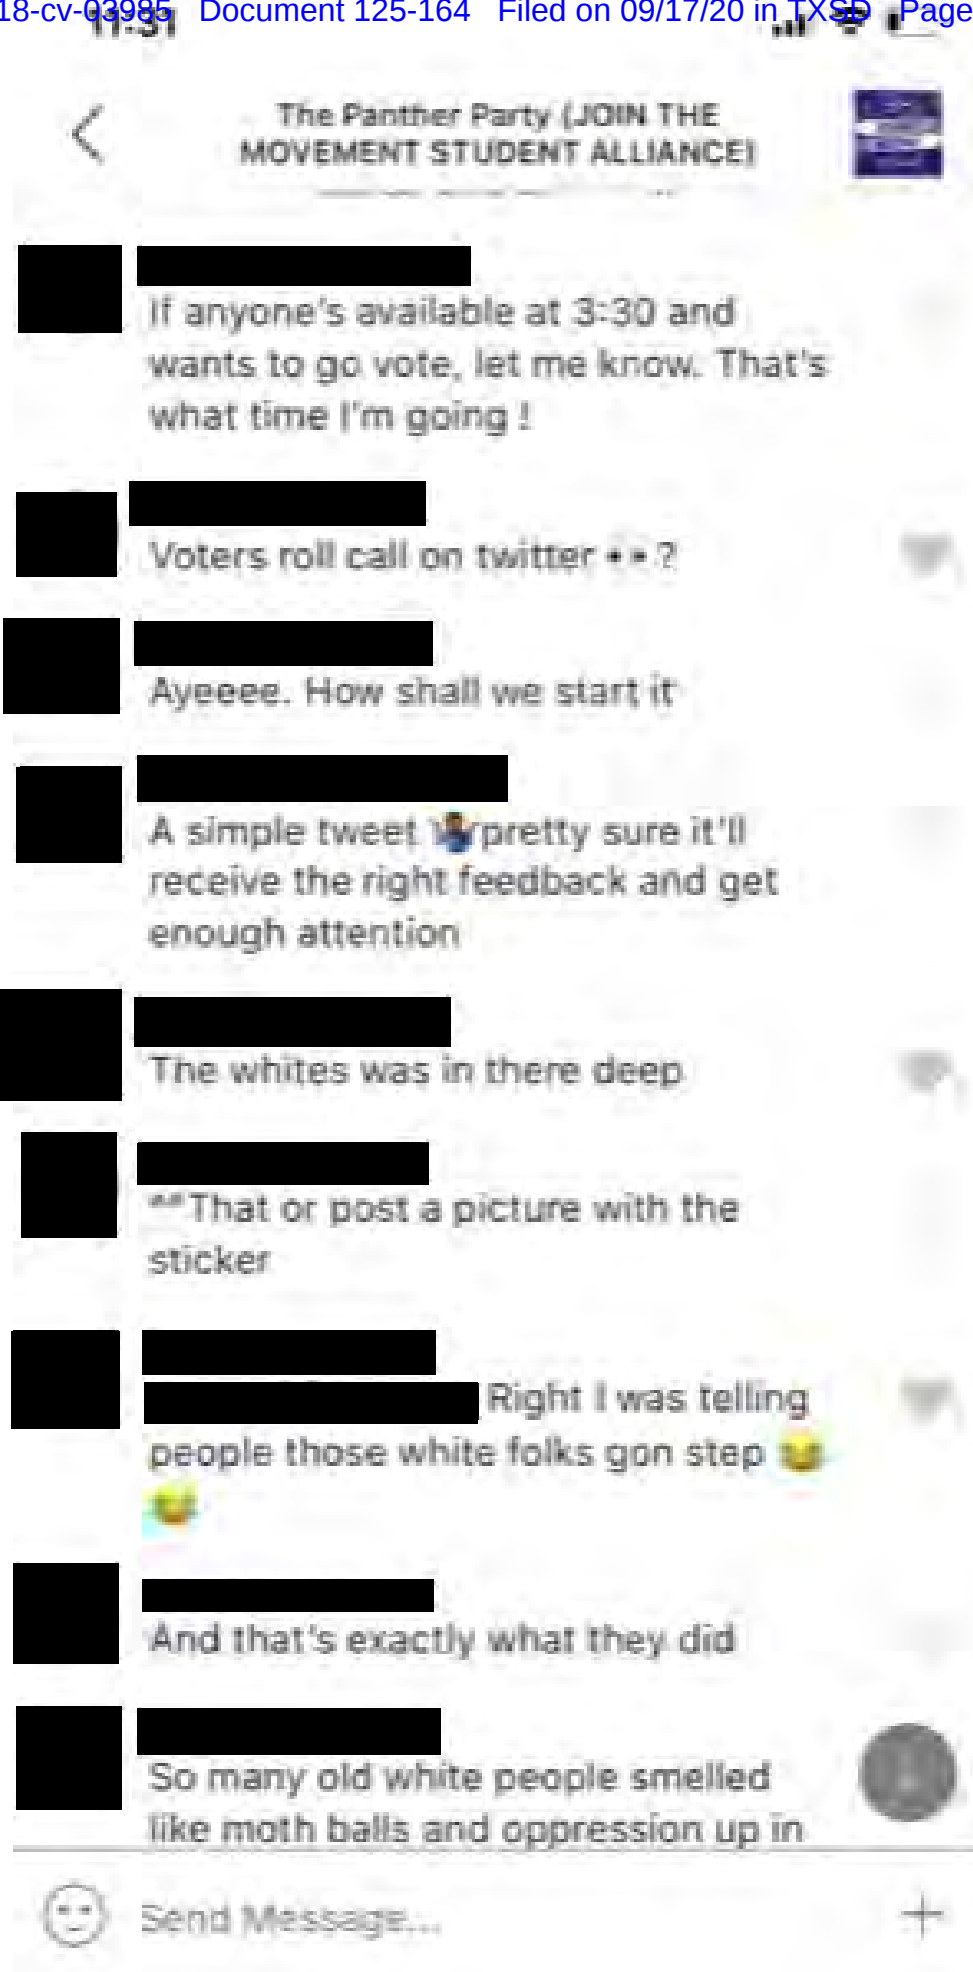 18-cv-03985 Document 125-164 Filed on 09/17/20 in TXSD Page
11:31
The Panther Party (JOIN THE
MOVEMENT STUDENT ALLIANCE)
If anyone's available at 3:30 and
wants to go vote, let me know. That's
what time I'm going !
Voters roll call on twitter 👀?
Ayeeee. How shall we start it
A simple tweet 🤷🏾‍♂️pretty sure it'll
receive the right feedback and get
enough attention
The whites was in there deep
^^That or post a picture with the
sticker
Right I was telling
people those white folks gon step 😂
😂
And that's exactly what they did
So many old white people smelled
like moth balls and oppression up in
Send Message...